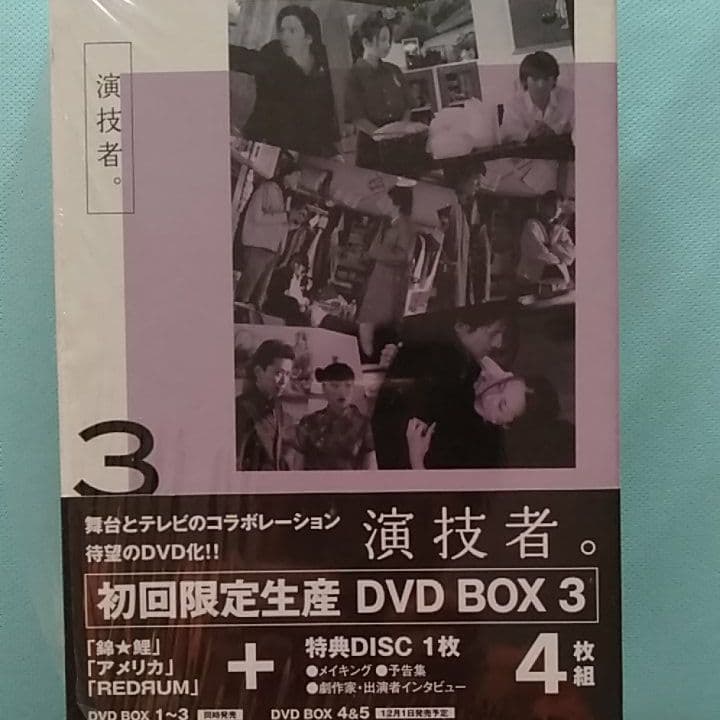 演技者。
3
舞台とテレビのコラボレーション
待望のDVD化!!
演技者。
初回限定生産 DVD BOX 3
「錦★鯉」
「アメリカ」
「REDЯUM」
+
特典DISC 1枚
●メイキング ●予告集
●劇作家・出演者インタビュー
4枚組
DVD BOX 1~3 同時発売
DVD BOX 4&5 12月1日発売予定